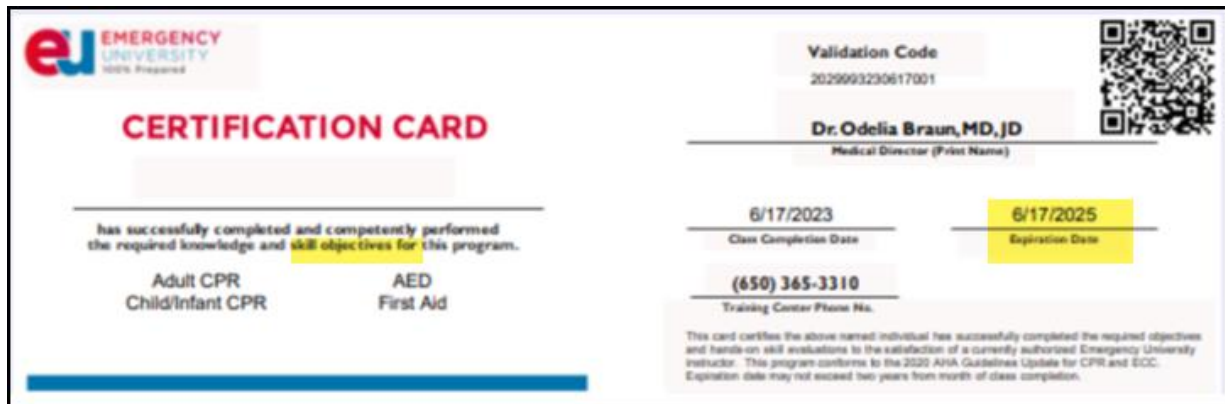 EMERGENCY
UNIVERSITY
100% Prepared
CERTIFICATION CARD
has successfully completed and competently performed
the required knowledge and skill objectives for this program.
Adult CPR AED
Child/Infant CPR First Aid
Validation Code
2029993230617001
Dr. Odelia Braun, MD, JD
Medical Director (Print Name)
6/17/2023 6/17/2025
Class Completion Date Expiration Date
(650) 365-3310
Training Center Phone No.
This card certifies the above named individual has successfully completed the required objectives
and hands-on skill evaluations to the satisfaction of a currently authorized Emergency University
instructor. This program conforms to the 2020 AHA Guidelines Update for CPR and ECC.
Expiration date may not exceed two years from month of class completion.